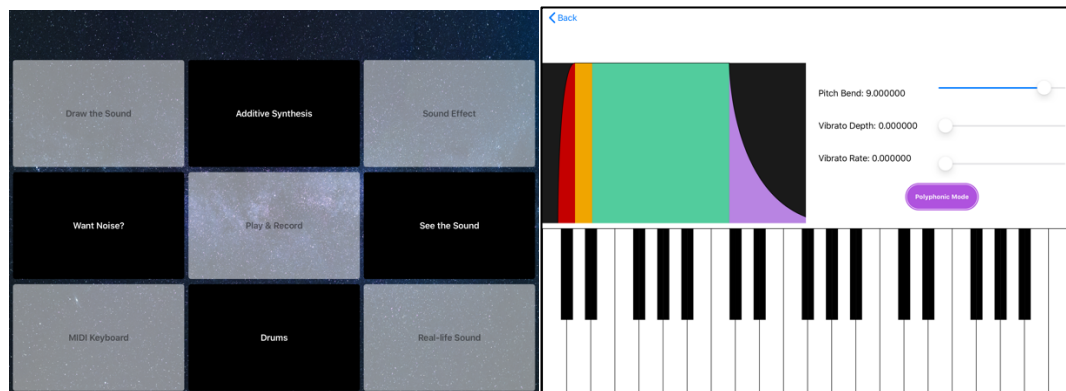 Draw the Sound
Additive Synthesis
Sound Effect
Want Noise?
Play & Record
See the Sound
MIDI Keyboard
Drums
Real-life Sound
Back
Pitch Bend: 9.000000
Vibrato Depth: 0.000000
Vibrato Rate: 0.000000
Polyphonic Mode